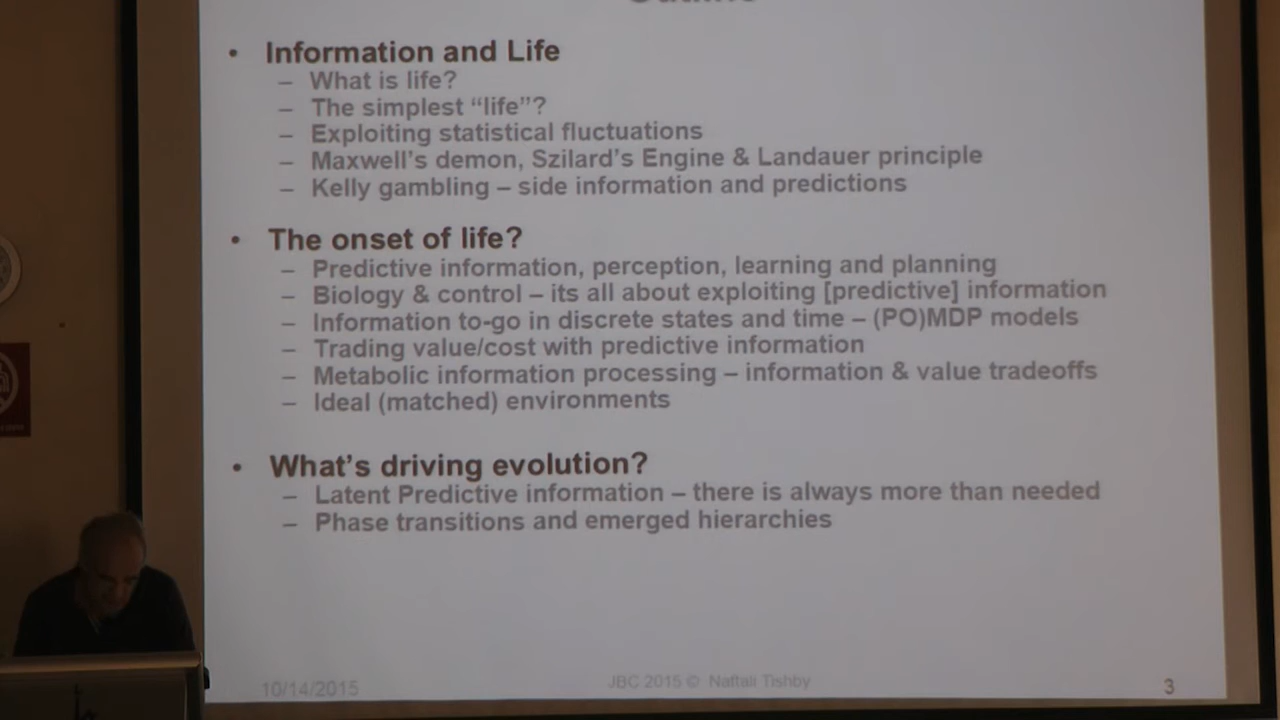 Outline
• Information and Life
– What is life?
– The simplest “life”?
– Exploiting statistical fluctuations
– Maxwell’s demon, Szilard’s Engine & Landauer principle
– Kelly gambling – side information and predictions
• The onset of life?
– Predictive information, perception, learning and planning
– Biology & control – its all about exploiting [predictive] information
– Information to-go in discrete states and time – (PO)MDP models
– Trading value/cost with predictive information
– Metabolic information processing – information & value tradeoffs
– Ideal (matched) environments
• What’s driving evolution?
– Latent Predictive information – there is always more than needed
– Phase transitions and emerged hierarchies
10/14/2015 JBC 2015 © Naftali Tishby 3